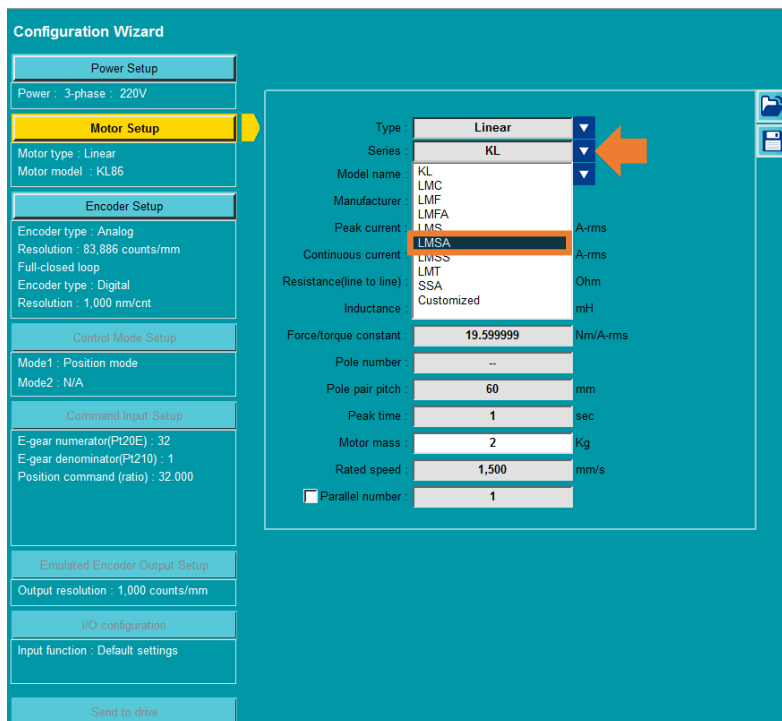 Configuration Wizard
Power Setup
Power : 3-phase : 220V
Motor Setup
Motor type : Linear
Motor model : KL86
Encoder Setup
Encoder type : Analog
Resolution : 83,886 counts/mm
Full-closed loop
Encoder type : Digital
Resolution : 1,000 nm/cnt
Control Mode Setup
Mode1 : Position mode
Mode2 : N/A
Command Input Setup
E-gear numerator(Pt20E) : 32
E-gear denominator(Pt210) : 1
Position command (ratio) : 32.000
Emulated Encoder Output Setup
Output resolution : 1,000 counts/mm
I/O configuration
Input function : Default settings
Send to drive
Type : Linear
Series : KL
Model name :
KL
LMC
LMF
LMFA
LMS
LMSA
LMSS
LMT
SSA
Customized
Manufacturer :
Peak current : A-rms
Continuous current : A-rms
Resistance(line to line) : Ohm
Inductance : mH
Force/torque constant : 19.599999 Nm/A-rms
Pole number : --
Pole pair pitch : 60 mm
Peak time : 1 sec
Motor mass : 2 Kg
Rated speed : 1,500 mm/s
Parallel number : 1